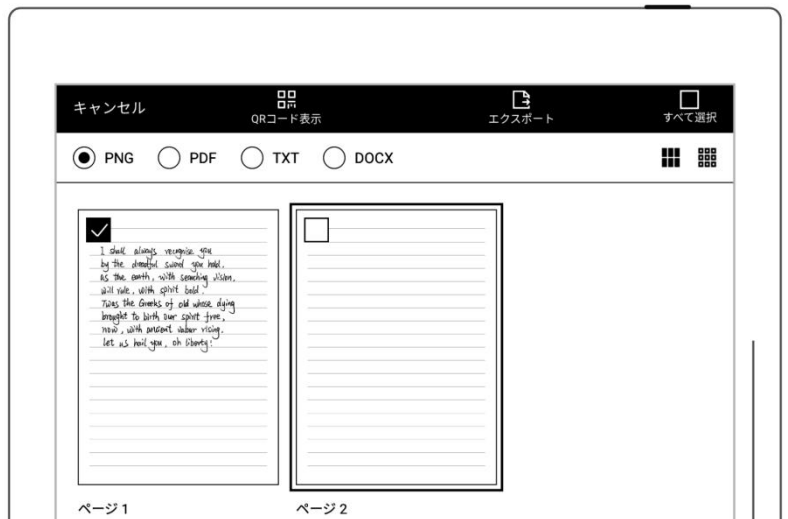 キャンセル
QRコード表示
エクスポート
すべて選択
PNG PDF TXT DOCX
I shall always recognise you
by the dreadful sword you hold.
as the earth, with searching vision,
will rule, with spirit bold.
Twas the Greeks of old whose dying
brought to birth our spirit free,
now, with ancient valour rising.
let us hail you, oh liberty!
ページ 1
ページ 2